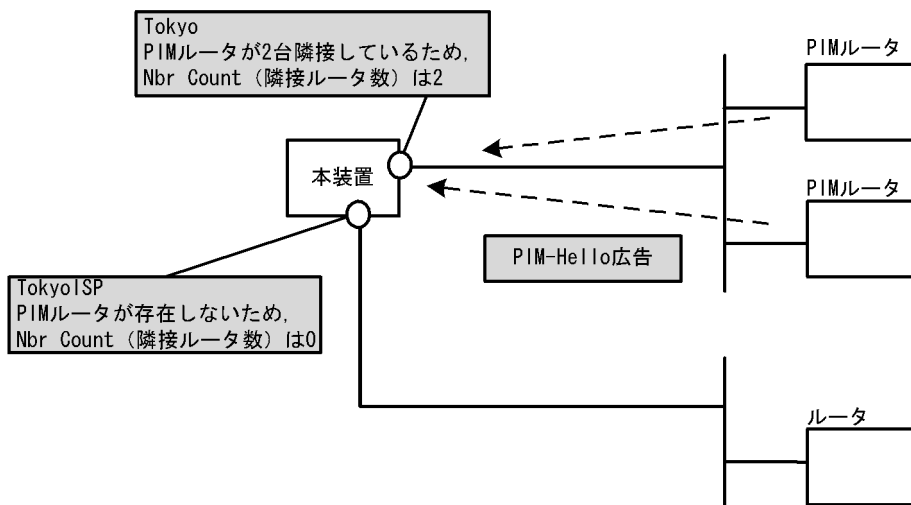 Tokyo
PIMルータが2台隣接しているため,
Nbr Count（隣接ルータ数）は2
PIMルータ
本装置
PIMルータ
PIM-Hello広告
TokyoISP
PIMルータが存在しないため,
Nbr Count（隣接ルータ数）は0
ルータ